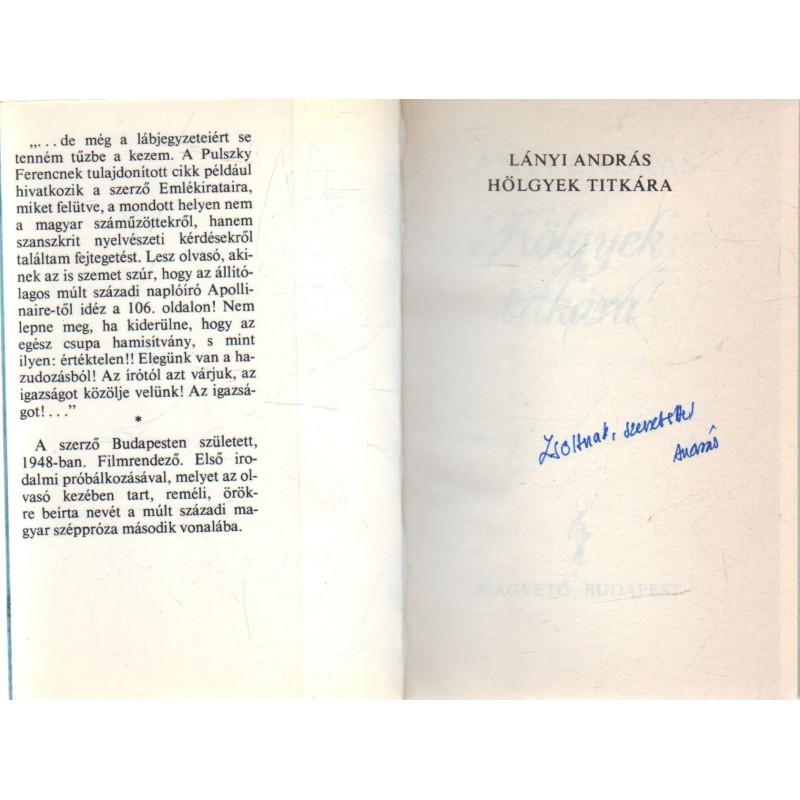 „. . . de még a lábjegyzeteiért se
tenném tűzbe a kezem. A Pulszky
Ferencnek tulajdonított cikk például
hivatkozik a szerző Emlékirataira,
miket felütve, a mondott helyen nem
a magyar száműzöttekről, hanem
szanszkrit nyelvészeti kérdésekről
találtam fejtegetést. Lesz olvasó, aki-
nek az is szemet szúr, hogy az állító-
lagos múlt századi naplóíró Apolli-
naire-től idéz a 106. oldalon! Nem
lepne meg, ha kiderülne, hogy az
egész csupa hamisítvány, s mint
ilyen: értéktelen!! Elegünk van a ha-
zudozásból! Az írótól azt várjuk, az
igazságot közölje velünk! Az igazsá-
got! . . .”
*
A szerző Budapesten született,
1948-ban. Filmrendező. Első iro-
dalmi próbálkozásával, melyet az ol-
vasó kezében tart, reméli, örök-
re beírta nevét a múlt századi ma-
gyar széppróza második vonalába.
LÁNYI ANDRÁS
HÖLGYEK TITKÁRA
Hölgyek
titkára
Zsoltnak, szeretettel
András
MAGVETŐ, BUDAPEST